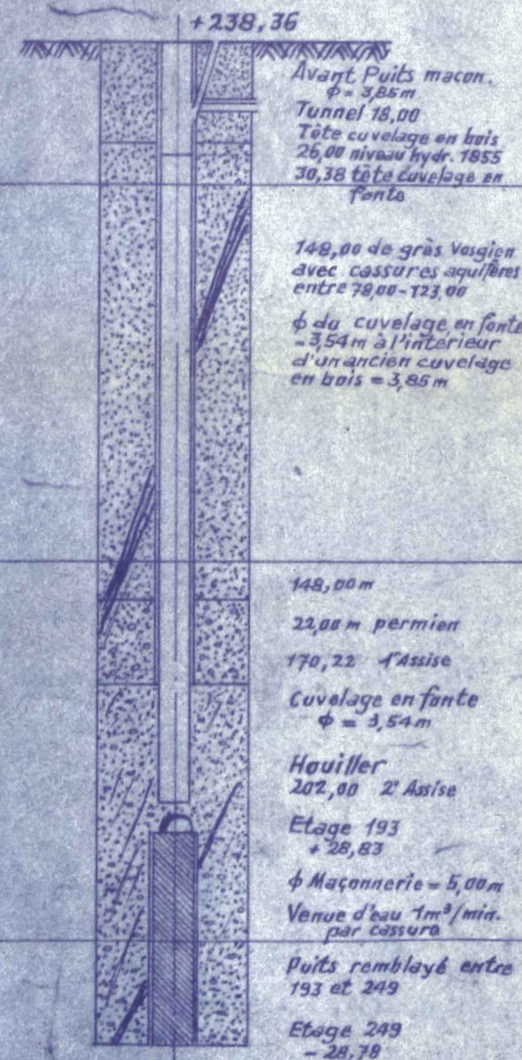 +238,36
Avant Puits maçon.
ϕ = 3,85m
Tunnel 18,00
Tête cuvelage en bois
26,00 niveau hydr. 1855
30,38 tête cuvelage en
fonte
148,00 de grès Vosgien
avec cassures aquifères
entre 78,00-123,00
ϕ du cuvelage en fonte
= 3,54m à l'intérieur
d'un ancien cuvelage
en bois = 3,85m
148,00m
22,00m permien
170,22 1ʳAssise
Cuvelage en fonte
ϕ = 3,54m
Houiller
202,00 2ᵉ Assise
Etage 193
+28,83
ϕ Maçonnerie = 5,00m
Venue d'eau 1m³/min.
par cassure
Puits remblayé entre
193 et 249
Etage 249
-28,79